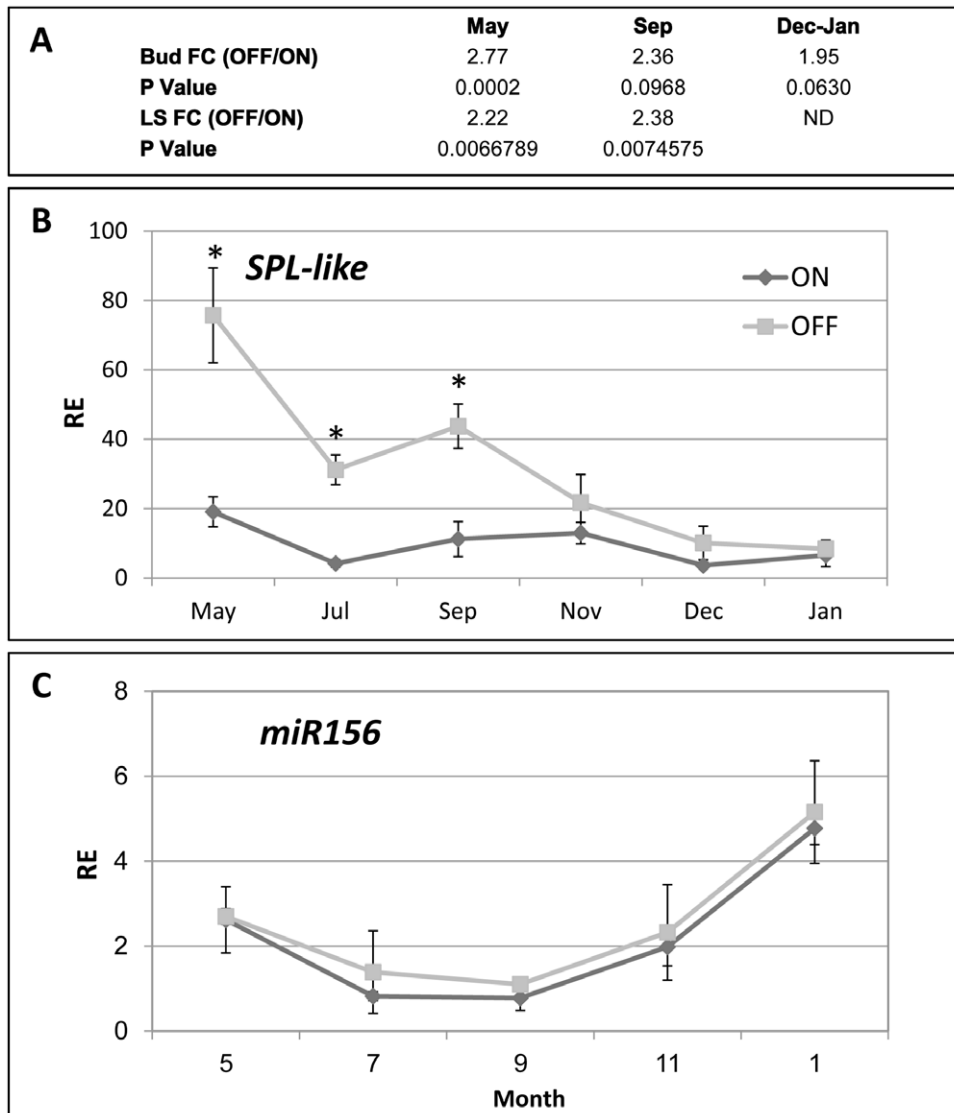 A
May Sep Dec-Jan
Bud FC (OFF/ON) 2.77 2.36 1.95
P Value 0.0002 0.0968 0.0630
LS FC (OFF/ON) 2.22 2.38 ND
P Value 0.0066789 0.0074575
B
SPL-like
* * *
ON
OFF
RE
100
80
60
40
20
0
May Jul Sep Nov Dec Jan
C
miR156
RE
8
6
4
2
0
5 7 9 11 1
Month